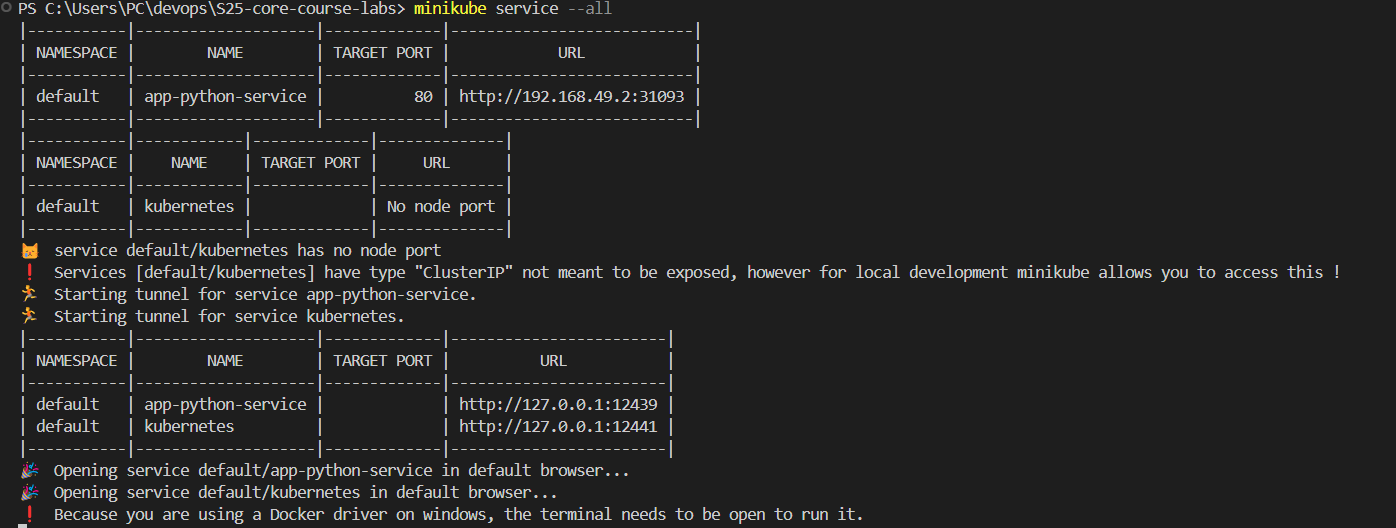 PS C:\Users\PC\devops\S25-core-course-labs> minikube service --all
|-----------|--------------------|-------------|---------------------------|
| NAMESPACE |        NAME        | TARGET PORT |            URL            |
|-----------|--------------------|-------------|---------------------------|
| default   | app-python-service |          80 | http://192.168.49.2:31093 |
|-----------|--------------------|-------------|---------------------------|
|-----------|------------|-------------|--------------|
| NAMESPACE |    NAME    | TARGET PORT |     URL      |
|-----------|------------|-------------|--------------|
| default   | kubernetes |             | No node port |
|-----------|------------|-------------|--------------|
😿  service default/kubernetes has no node port
❗  Services [default/kubernetes] have type "ClusterIP" not meant to be exposed, however for local development minikube allows you to access this !
🏃  Starting tunnel for service app-python-service.
🏃  Starting tunnel for service kubernetes.
|-----------|--------------------|-------------|------------------------|
| NAMESPACE |        NAME        | TARGET PORT |          URL           |
|-----------|--------------------|-------------|------------------------|
| default   | app-python-service |             | http://127.0.0.1:12439 |
| default   | kubernetes         |             | http://127.0.0.1:12441 |
|-----------|--------------------|-------------|------------------------|
🎉  Opening service default/app-python-service in default browser...
🎉  Opening service default/kubernetes in default browser...
❗  Because you are using a Docker driver on windows, the terminal needs to be open to run it.